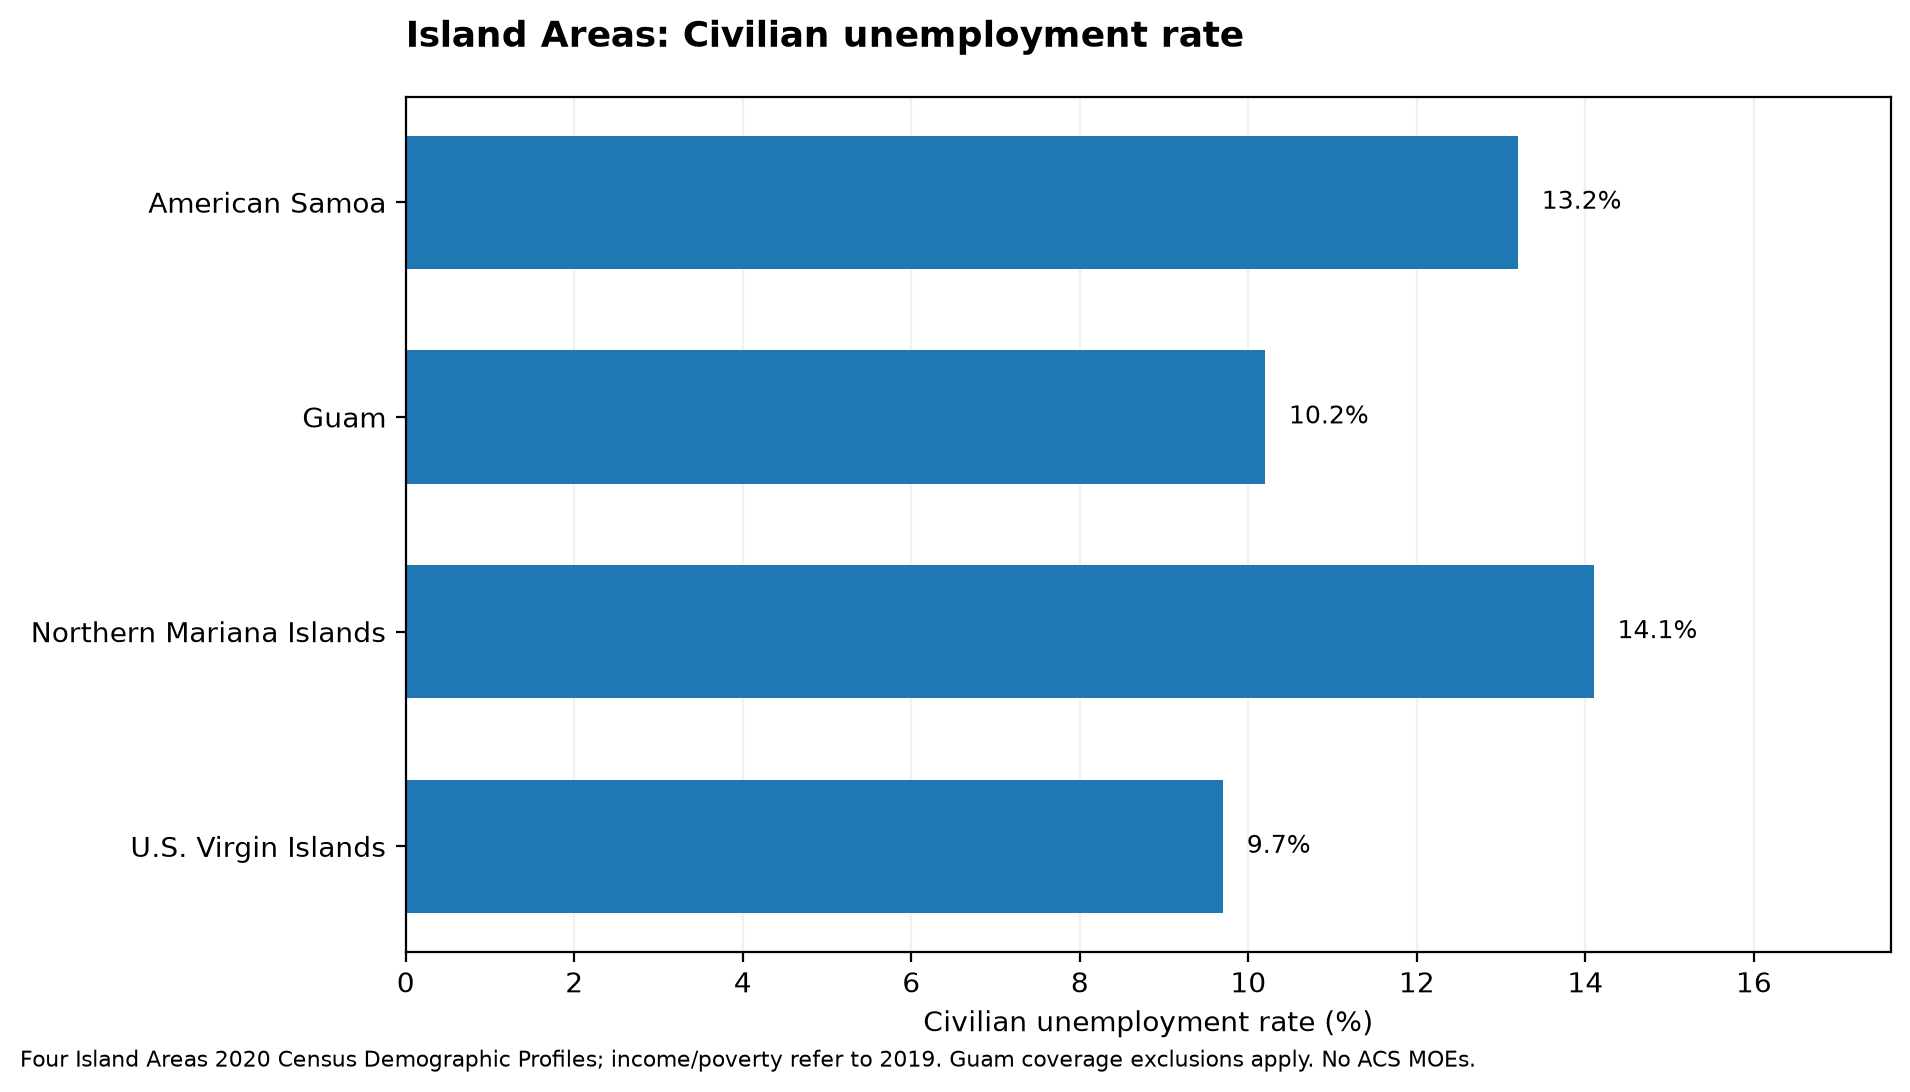 Island Areas: Civilian unemployment rate
American Samoa
13.2%
Guam
10.2%
Northern Mariana Islands
14.1%
U.S. Virgin Islands
9.7%
0 2 4 6 8 10 12 14 16
Civilian unemployment rate (%)
Four Island Areas 2020 Census Demographic Profiles; income/poverty refer to 2019. Guam coverage exclusions apply. No ACS MOEs.